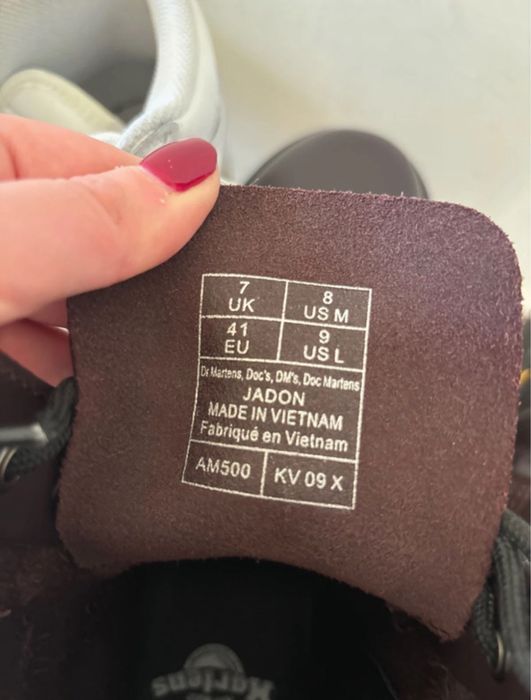 7 8
UK US M
41 9
EU US L
Dr Martens, Doc's, DM's, Doc Martens
JADON
MADE IN VIETNAM
Fabriqué en Vietnam
AM500 KV 09 X
Martens